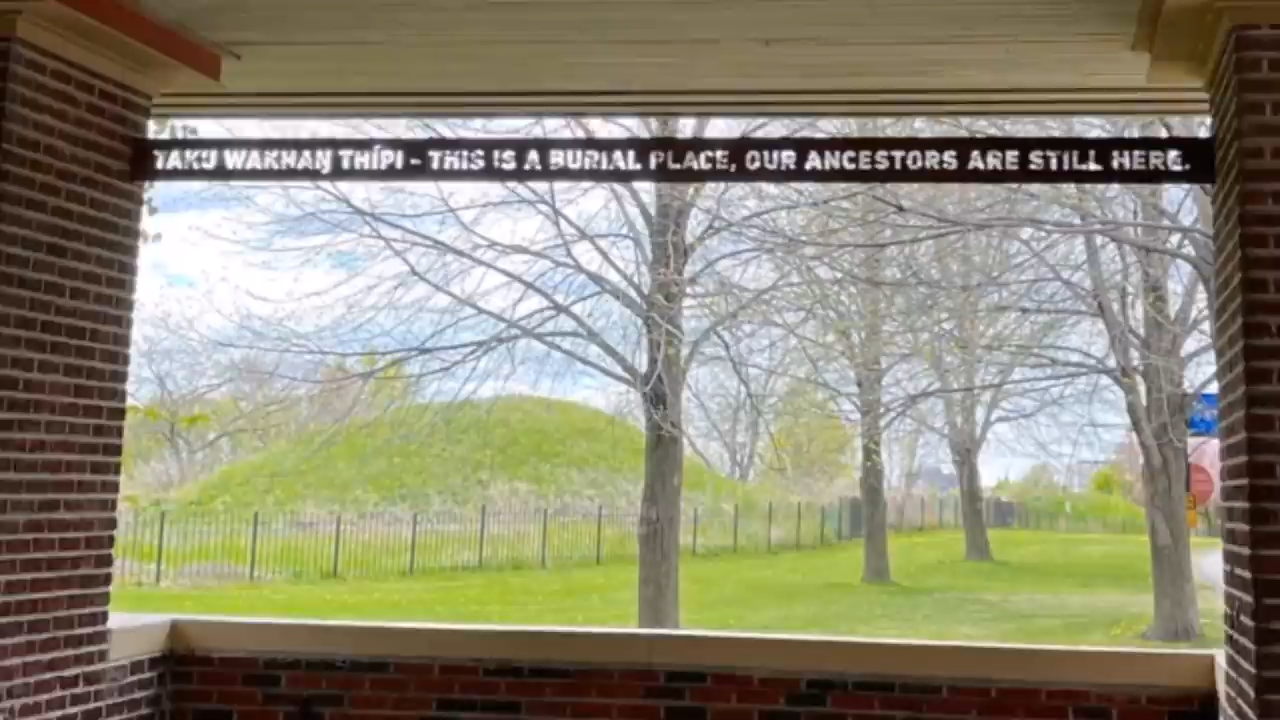 TAKU WAKHAŊ THÍPI - THIS IS A BURIAL PLACE, OUR ANCESTORS ARE STILL HERE.